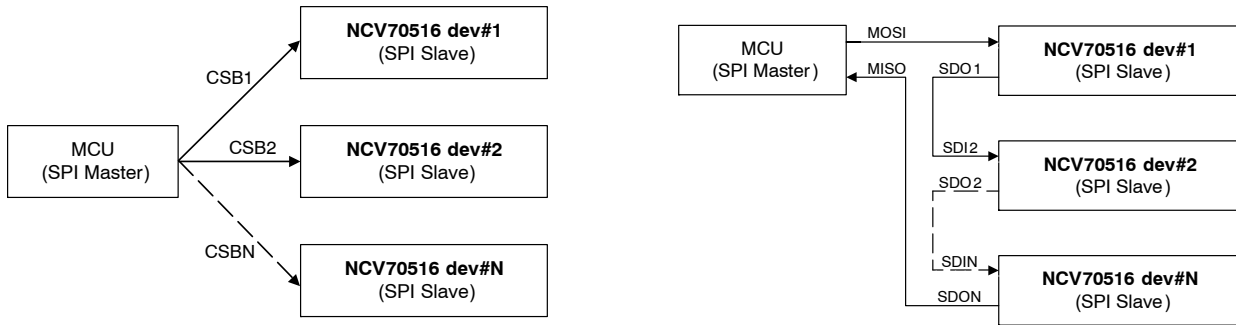 NCV70516 dev#1
(SPI Slave)
CSB1
MCU
(SPI Master)
CSB2
NCV70516 dev#2
(SPI Slave)
CSBN
NCV70516 dev#N
(SPI Slave)
MCU
(SPI Master)
MOSI
MISO
NCV70516 dev#1
(SPI Slave)
SDO1
SDI2
NCV70516 dev#2
(SPI Slave)
SDO2
SDIN
NCV70516 dev#N
(SPI Slave)
SDON